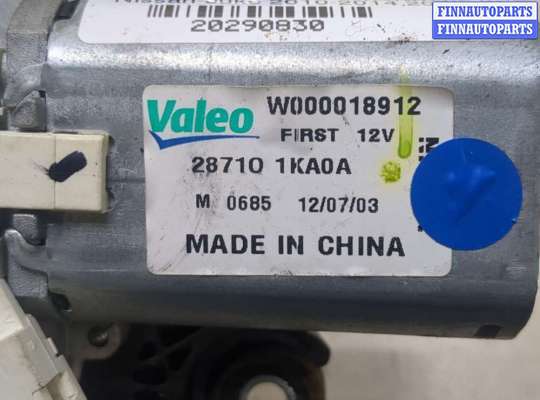 FINNAUTOPARTS
FINNAUTOPARTS
20290830
Valeo
W000018912
FIRST 12V
28710 1KA0A
M 0685 12/07/03
MADE IN CHINA